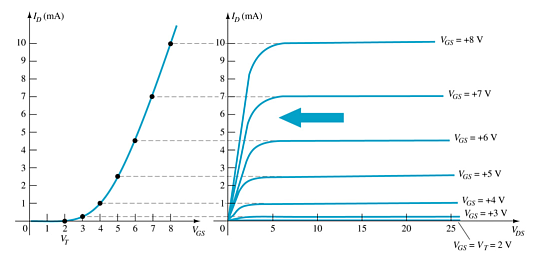 I_D (mA)
10
9
8
7
6
5
4
3
2
1
0
1 2 3 4 5 6 7 8 V_GS
V_T
I_D (mA)
10
9
8
7
6
5
4
3
2
1
0
5 10 15 20 25 V_DS
V_GS = +8 V
V_GS = +7 V
V_GS = +6 V
V_GS = +5 V
V_GS = +4 V
V_GS = +3 V
V_GS = V_T = 2 V